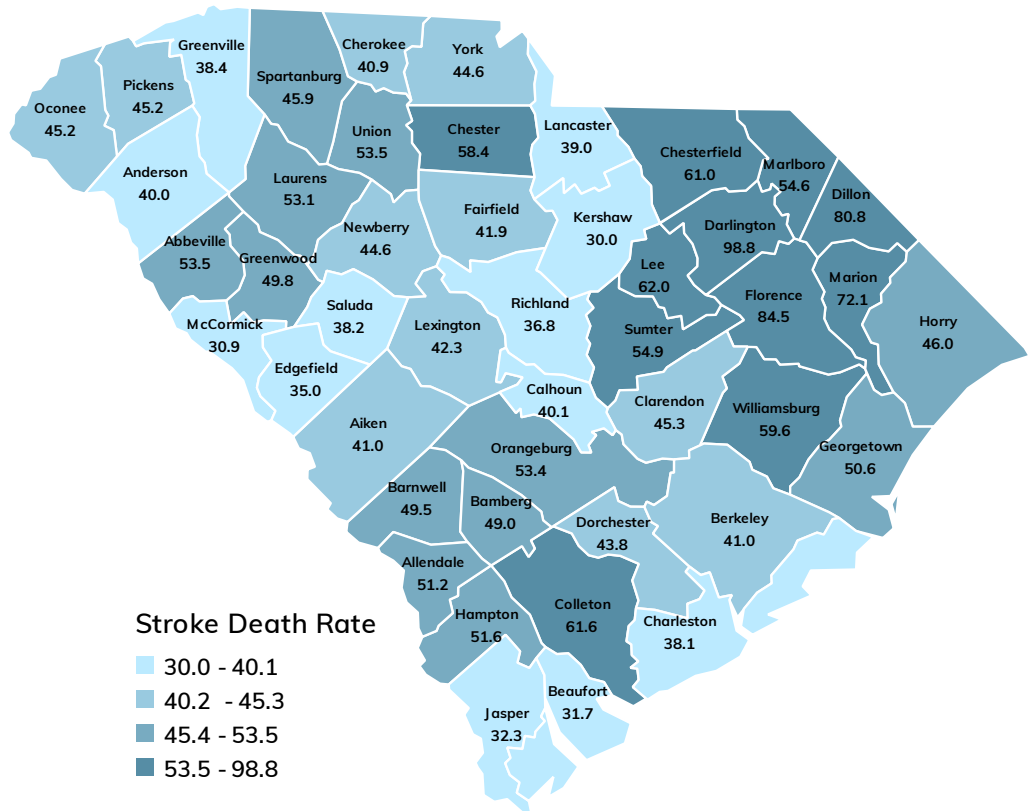 Greenville
38.4
Cherokee
40.9
York
44.6
Spartanburg
45.9
Pickens
45.2
Oconee
45.2
Union
53.5
Chester
58.4
Lancaster
39.0
Chesterfield
61.0
Marlboro
54.6
Anderson
40.0
Laurens
53.1
Dillon
80.8
Fairfield
41.9
Kershaw
30.0
Darlington
98.8
Newberry
44.6
Abbeville
53.5
Greenwood
49.8
Lee
62.0
Marion
72.1
Florence
84.5
Saluda
38.2
Richland
36.8
McCormick
30.9
Lexington
42.3
Sumter
54.9
Horry
46.0
Edgefield
35.0
Calhoun
40.1
Clarendon
45.3
Williamsburg
59.6
Aiken
41.0
Orangeburg
53.4
Georgetown
50.6
Barnwell
49.5
Bamberg
49.0
Dorchester
43.8
Berkeley
41.0
Allendale
51.2
Colleton
61.6
Hampton
51.6
Charleston
38.1
Beaufort
31.7
Jasper
32.3
Stroke Death Rate
30.0 - 40.1
40.2 - 45.3
45.4 - 53.5
53.5 - 98.8